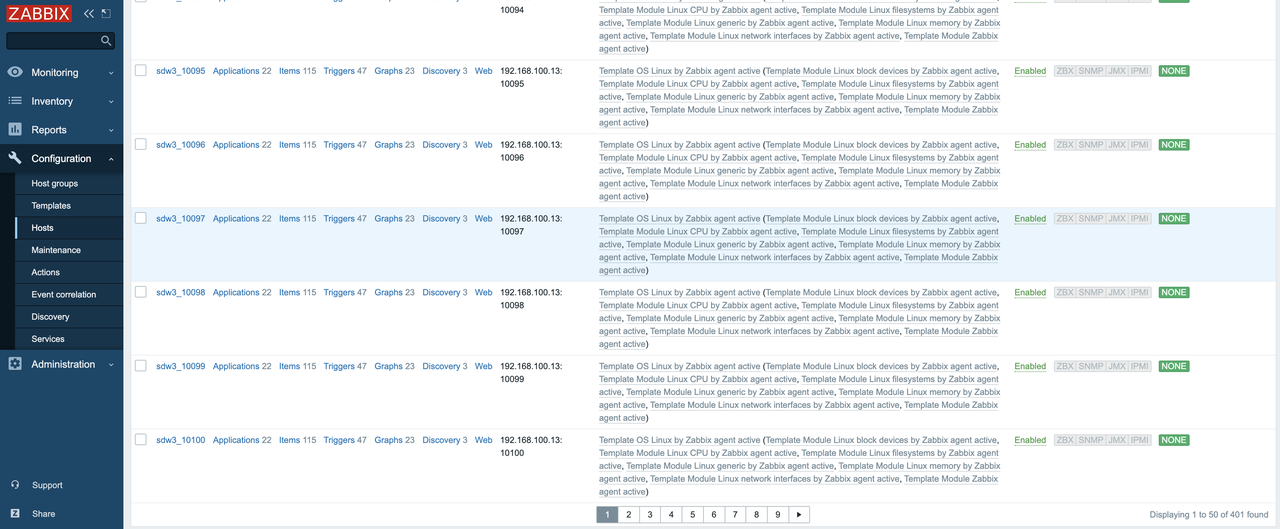 ZABBIX
Monitoring
Inventory
Reports
Configuration
Host groups
Templates
Hosts
Maintenance
Actions
Event correlation
Discovery
Services
Administration
Support
Z Share
10094
Template Module Linux CPU by Zabbix agent active, Template Module Linux filesystems by Zabbix agent
active, Template Module Linux generic by Zabbix agent active, Template Module Linux memory by Zabbix
agent active, Template Module Linux network interfaces by Zabbix agent active, Template Module Zabbix
agent active)
sdw3_10095 Applications 22 Items 115 Triggers 47 Graphs 23 Discovery 3 Web 192.168.100.13: Template OS Linux by Zabbix agent active (Template Module Linux block devices by Zabbix agent active, Enabled ZBX SNMP JMX IPMI NONE
10095 Template Module Linux CPU by Zabbix agent active, Template Module Linux filesystems by Zabbix agent
active, Template Module Linux generic by Zabbix agent active, Template Module Linux memory by Zabbix
agent active, Template Module Linux network interfaces by Zabbix agent active, Template Module Zabbix
agent active)
sdw3_10096 Applications 22 Items 115 Triggers 47 Graphs 23 Discovery 3 Web 192.168.100.13: Template OS Linux by Zabbix agent active (Template Module Linux block devices by Zabbix agent active, Enabled ZBX SNMP JMX IPMI NONE
10096 Template Module Linux CPU by Zabbix agent active, Template Module Linux filesystems by Zabbix agent
active, Template Module Linux generic by Zabbix agent active, Template Module Linux memory by Zabbix
agent active, Template Module Linux network interfaces by Zabbix agent active, Template Module Zabbix
agent active)
sdw3_10097 Applications 22 Items 115 Triggers 47 Graphs 23 Discovery 3 Web 192.168.100.13: Template OS Linux by Zabbix agent active (Template Module Linux block devices by Zabbix agent active, Enabled ZBX SNMP JMX IPMI NONE
10097 Template Module Linux CPU by Zabbix agent active, Template Module Linux filesystems by Zabbix agent
active, Template Module Linux generic by Zabbix agent active, Template Module Linux memory by Zabbix
agent active, Template Module Linux network interfaces by Zabbix agent active, Template Module Zabbix
agent active)
sdw3_10098 Applications 22 Items 115 Triggers 47 Graphs 23 Discovery 3 Web 192.168.100.13: Template OS Linux by Zabbix agent active (Template Module Linux block devices by Zabbix agent active, Enabled ZBX SNMP JMX IPMI NONE
10098 Template Module Linux CPU by Zabbix agent active, Template Module Linux filesystems by Zabbix agent
active, Template Module Linux generic by Zabbix agent active, Template Module Linux memory by Zabbix
agent active, Template Module Linux network interfaces by Zabbix agent active, Template Module Zabbix
agent active)
sdw3_10099 Applications 22 Items 115 Triggers 47 Graphs 23 Discovery 3 Web 192.168.100.13: Template OS Linux by Zabbix agent active (Template Module Linux block devices by Zabbix agent active, Enabled ZBX SNMP JMX IPMI NONE
10099 Template Module Linux CPU by Zabbix agent active, Template Module Linux filesystems by Zabbix agent
active, Template Module Linux generic by Zabbix agent active, Template Module Linux memory by Zabbix
agent active, Template Module Linux network interfaces by Zabbix agent active, Template Module Zabbix
agent active)
sdw3_10100 Applications 22 Items 115 Triggers 47 Graphs 23 Discovery 3 Web 192.168.100.13: Template OS Linux by Zabbix agent active (Template Module Linux block devices by Zabbix agent active, Enabled ZBX SNMP JMX IPMI NONE
10100 Template Module Linux CPU by Zabbix agent active, Template Module Linux filesystems by Zabbix agent
active, Template Module Linux generic by Zabbix agent active, Template Module Linux memory by Zabbix
agent active, Template Module Linux network interfaces by Zabbix agent active, Template Module Zabbix
agent active)
1 2 3 4 5 6 7 8 9
Displaying 1 to 50 of 401 found